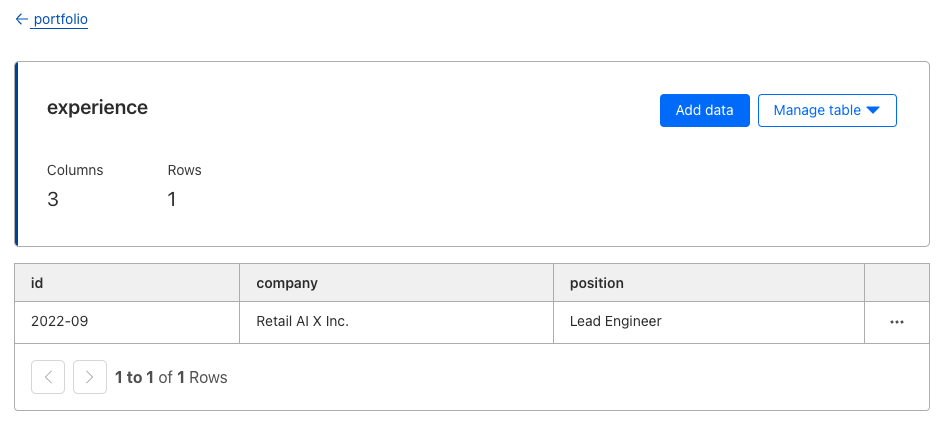 ← portfolio
experience
Add data
Manage table
Columns
Rows
3
1
id
company
position
2022-09
Retail AI X Inc.
Lead Engineer
1 to 1 of 1 Rows